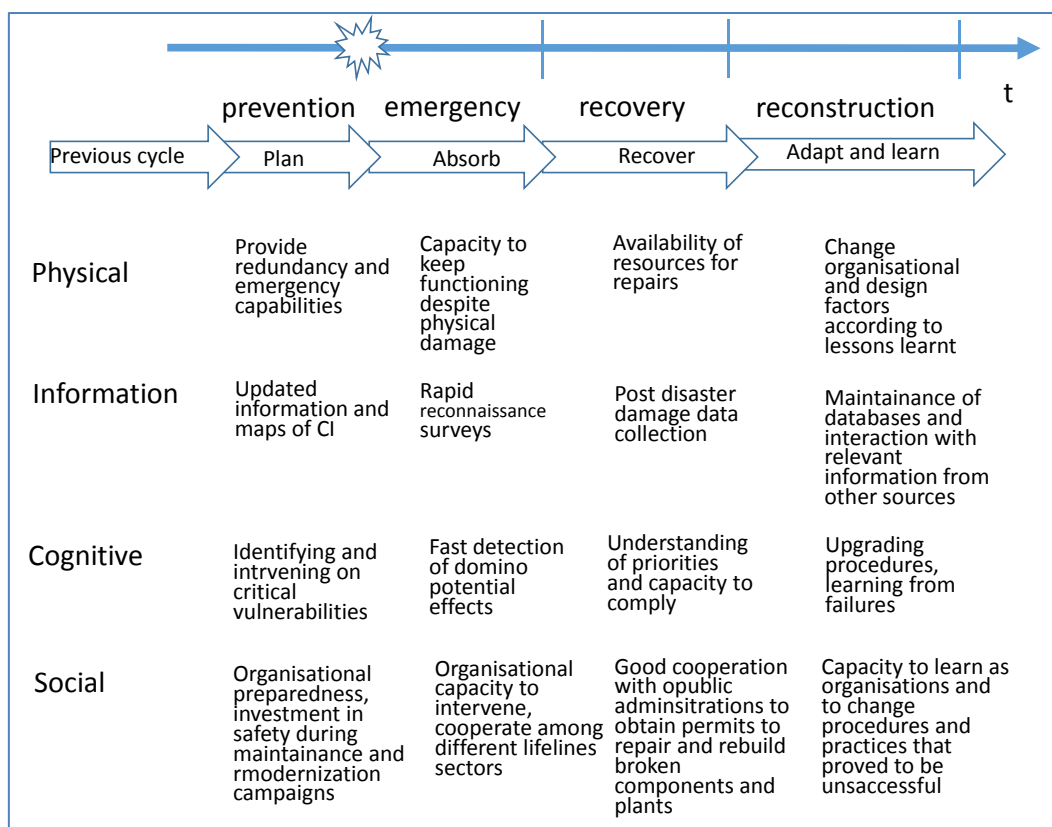 t
prevention
emergency
recovery
reconstruction
Previous cycle
Plan
Absorb
Recover
Adapt and learn
Physical
Provide
redundancy and
emergency
capabilities
Capacity to
keep
functioning
despite
physical
damage
Availability of
resources for
repairs
Change
organisational
and design
factors
according to
lessons learnt
Information
Updated
information and
maps of CI
Rapid
reconnaissance
surveys
Post disaster
damage data
collection
Maintainance of
databases and
interaction with
relevant
information from
other sources
Cognitive
Identifying and
intrvening on
critical
vulnerabilities
Fast detection
of domino
potential
effects
Understanding
of priorities
and capacity to
comply
Upgrading
procedures,
learning from
failures
Social
Organisational
preparedness,
investment in
safety during
maintainance and
rmodernization
campaigns
Organisational
capacity to
intervene,
cooperate among
different lifelines
sectors
Good cooperation
with opublic
adminsitrations to
obtain permits to
repair and rebuild
broken
components and
plants
Capacity to learn as
organisations and
to change
procedures and
practices that
proved to be
unsaccessful